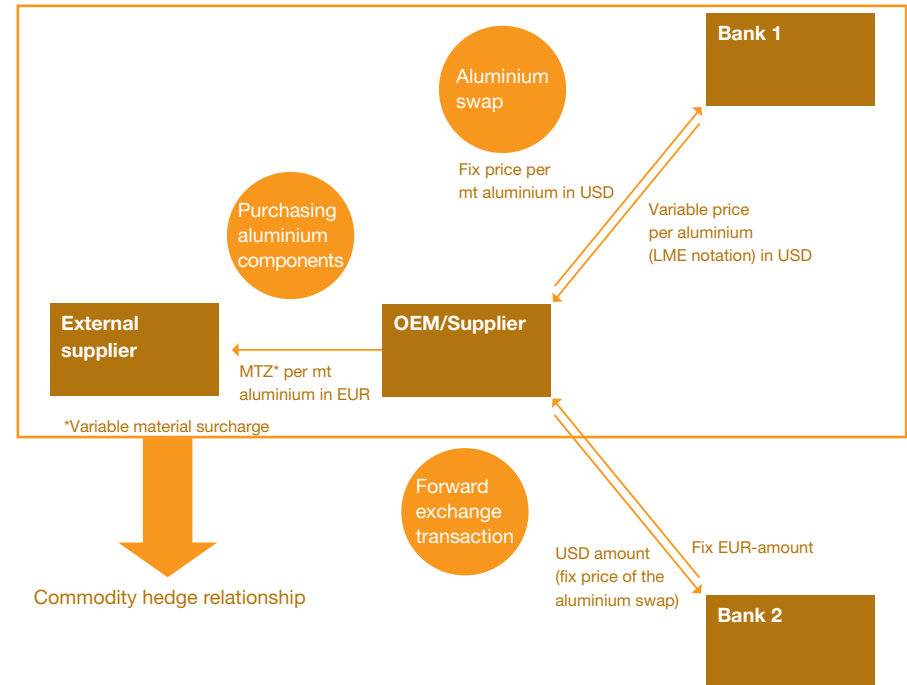 Bank 1
Aluminium
swap
Fix price per
mt aluminium in USD
Variable price
per aluminium
(LME notation) in USD
Purchasing
aluminium
components
External
supplier
OEM/Supplier
MTZ* per mt
aluminium in EUR
*Variable material surcharge
Forward
exchange
transaction
USD amount
(fix price of the
aluminium swap)
Fix EUR-amount
Commodity hedge relationship
Bank 2